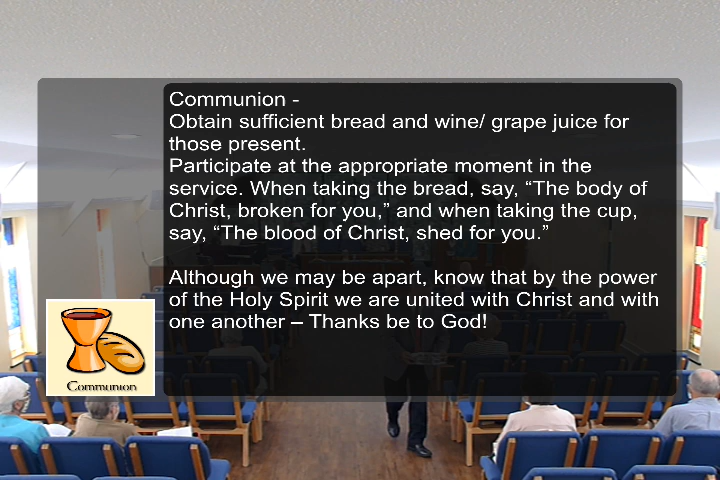 Communion -
Obtain sufficient bread and wine/ grape juice for
those present.
Participate at the appropriate moment in the
service. When taking the bread, say, “The body of
Christ, broken for you,” and when taking the cup,
say, “The blood of Christ, shed for you.”
Although we may be apart, know that by the power
of the Holy Spirit we are united with Christ and with
one another – Thanks be to God!
Communion